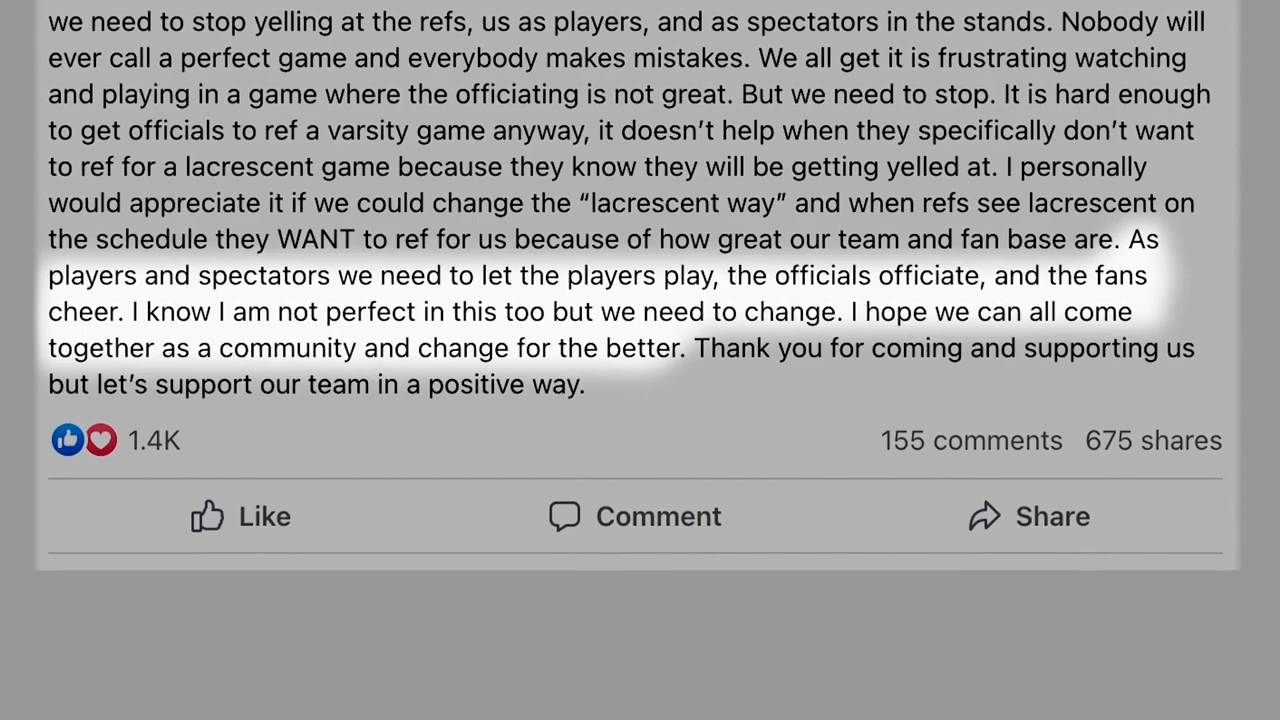 we need to stop yelling at the refs, us as players, and as spectators in the stands. Nobody will
ever call a perfect game and everybody makes mistakes. We all get it is frustrating watching
and playing in a game where the officiating is not great. But we need to stop. It is hard enough
to get officials to ref a varsity game anyway, it doesn’t help when they specifically don’t want
to ref for a lacrescent game because they know they will be getting yelled at. I personally
would appreciate it if we could change the “lacrescent way” and when refs see lacrescent on
the schedule they WANT to ref for us because of how great our team and fan base are. As
players and spectators we need to let the players play, the officials officiate, and the fans
cheer. I know I am not perfect in this too but we need to change. I hope we can all come
together as a community and change for the better. Thank you for coming and supporting us
but let’s support our team in a positive way.
1.4K 155 comments 675 shares
Like Comment Share